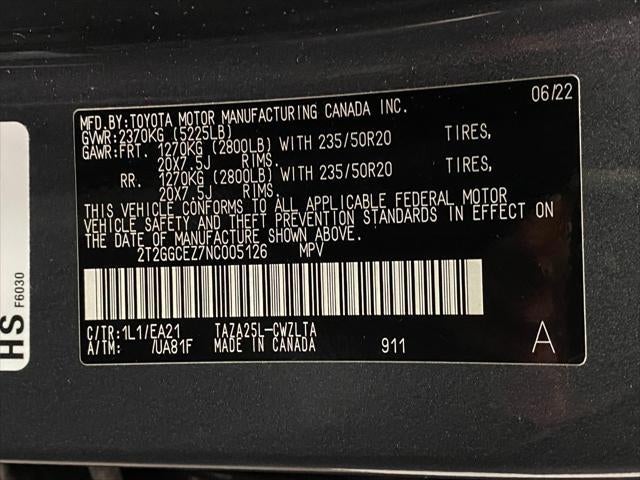 MFD.BY:TOYOTA MOTOR MANUFACTURING CANADA INC. 06/22
GVWR:2370KG (5225LB)
GAWR:FRT. 1270KG (2800LB) WITH 235/50R20 TIRES,
20X7.5J RIMS.
RR. 1270KG (2800LB) WITH 235/50R20 TIRES,
20X7.5J RIMS.
THIS VEHICLE CONFORMS TO ALL APPLICABLE FEDERAL MOTOR
VEHICLE SAFETY AND THEFT PREVENTION STANDARDS IN EFFECT ON
THE DATE OF MANUFACTURE SHOWN ABOVE.
2T2GGCEZ7NC005126 MPV
C/TR:1L1/EA21 TAZA25L-CWZLTA
A/TM: /UA81F MADE IN CANADA 911 A
HS
F6030